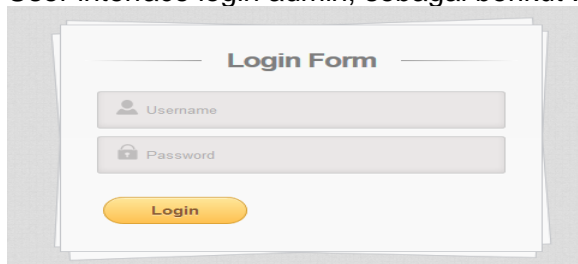 User interface login admin, sebagai berikut
Login Form
Username
Password
Login